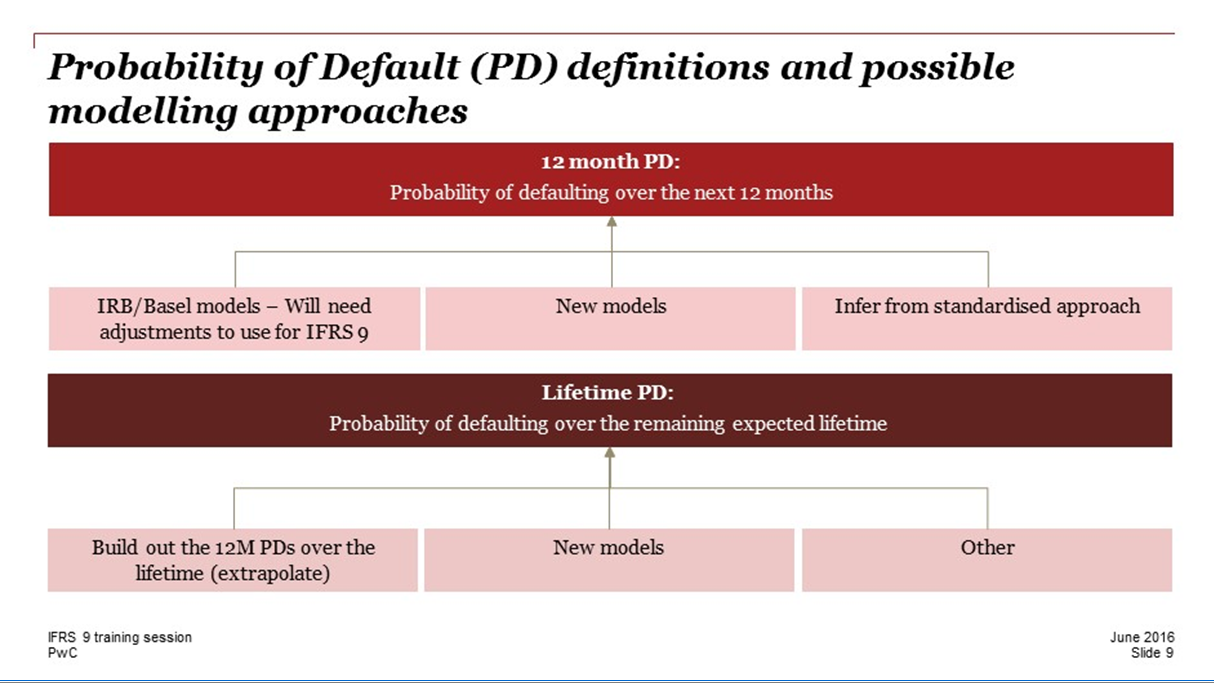 Probability of Default (PD) definitions and possible
modelling approaches
12 month PD:
Probability of defaulting over the next 12 months
IRB/Basel models – Will need
adjustments to use for IFRS 9
New models
Infer from standardised approach
Lifetime PD:
Probability of defaulting over the remaining expected lifetime
Build out the 12M PDs over the
lifetime (extrapolate)
New models
Other
IFRS 9 training session
PwC
June 2016
Slide 9